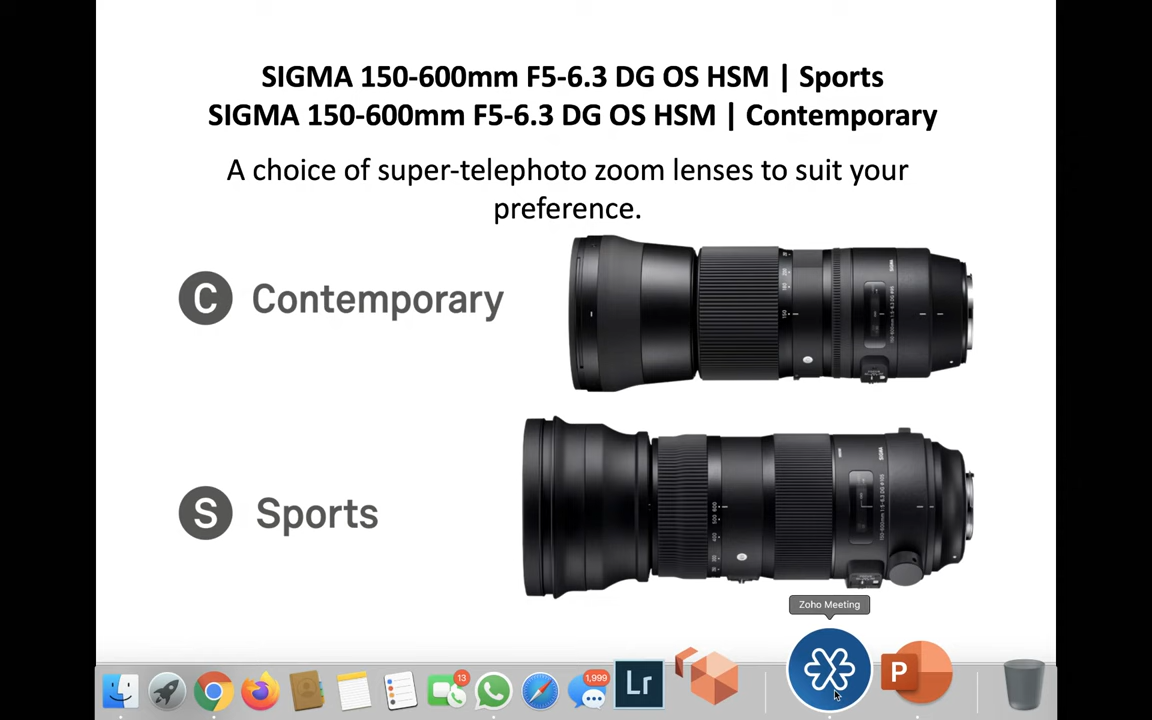 SIGMA 150-600mm F5-6.3 DG OS HSM | Sports
SIGMA 150-600mm F5-6.3 DG OS HSM | Contemporary
A choice of super-telephoto zoom lenses to suit your
preference.
C Contemporary
S Sports
Zoho Meeting
13
1,999
Lr
P